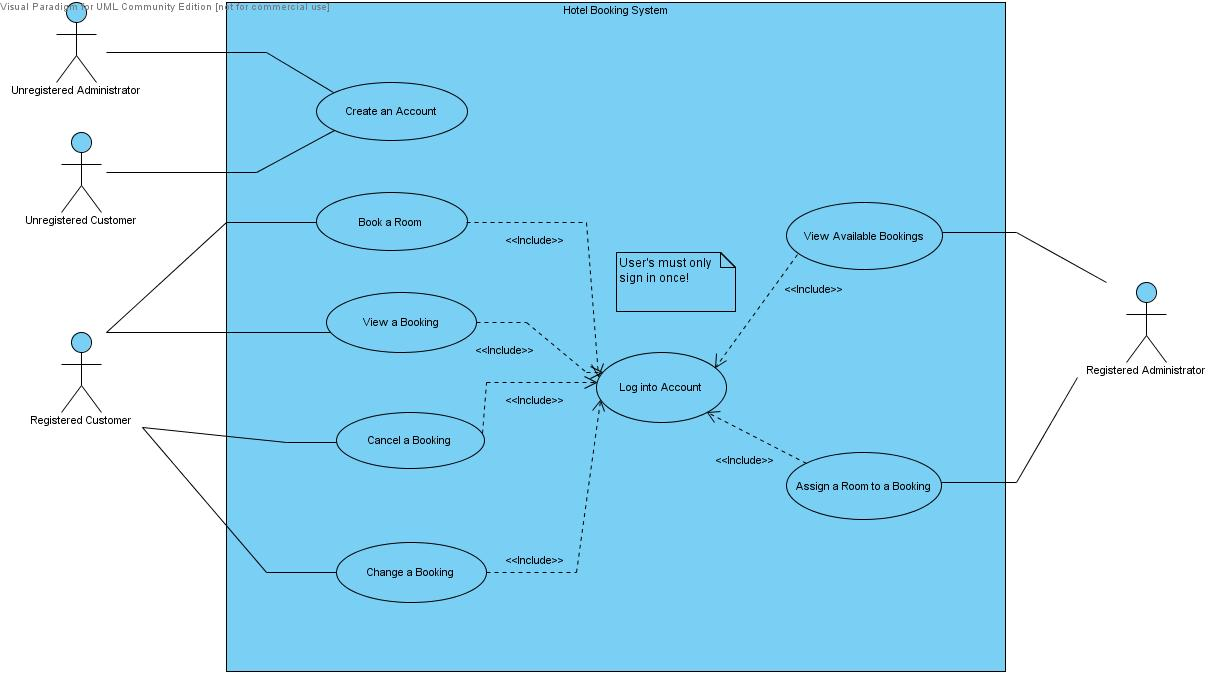 Visual Paradigm for UML Community Edition [not for commercial use]
Hotel Booking System
Unregistered Administrator
Create an Account
Unregistered Customer
Book a Room
<<Include>>
View Available Bookings
User's must only
sign in once!
<<Include>>
View a Booking
<<Include>>
Registered Administrator
Log into Account
<<Include>>
Registered Customer
Cancel a Booking
<<Include>>
Assign a Room to a Booking
<<Include>>
Change a Booking